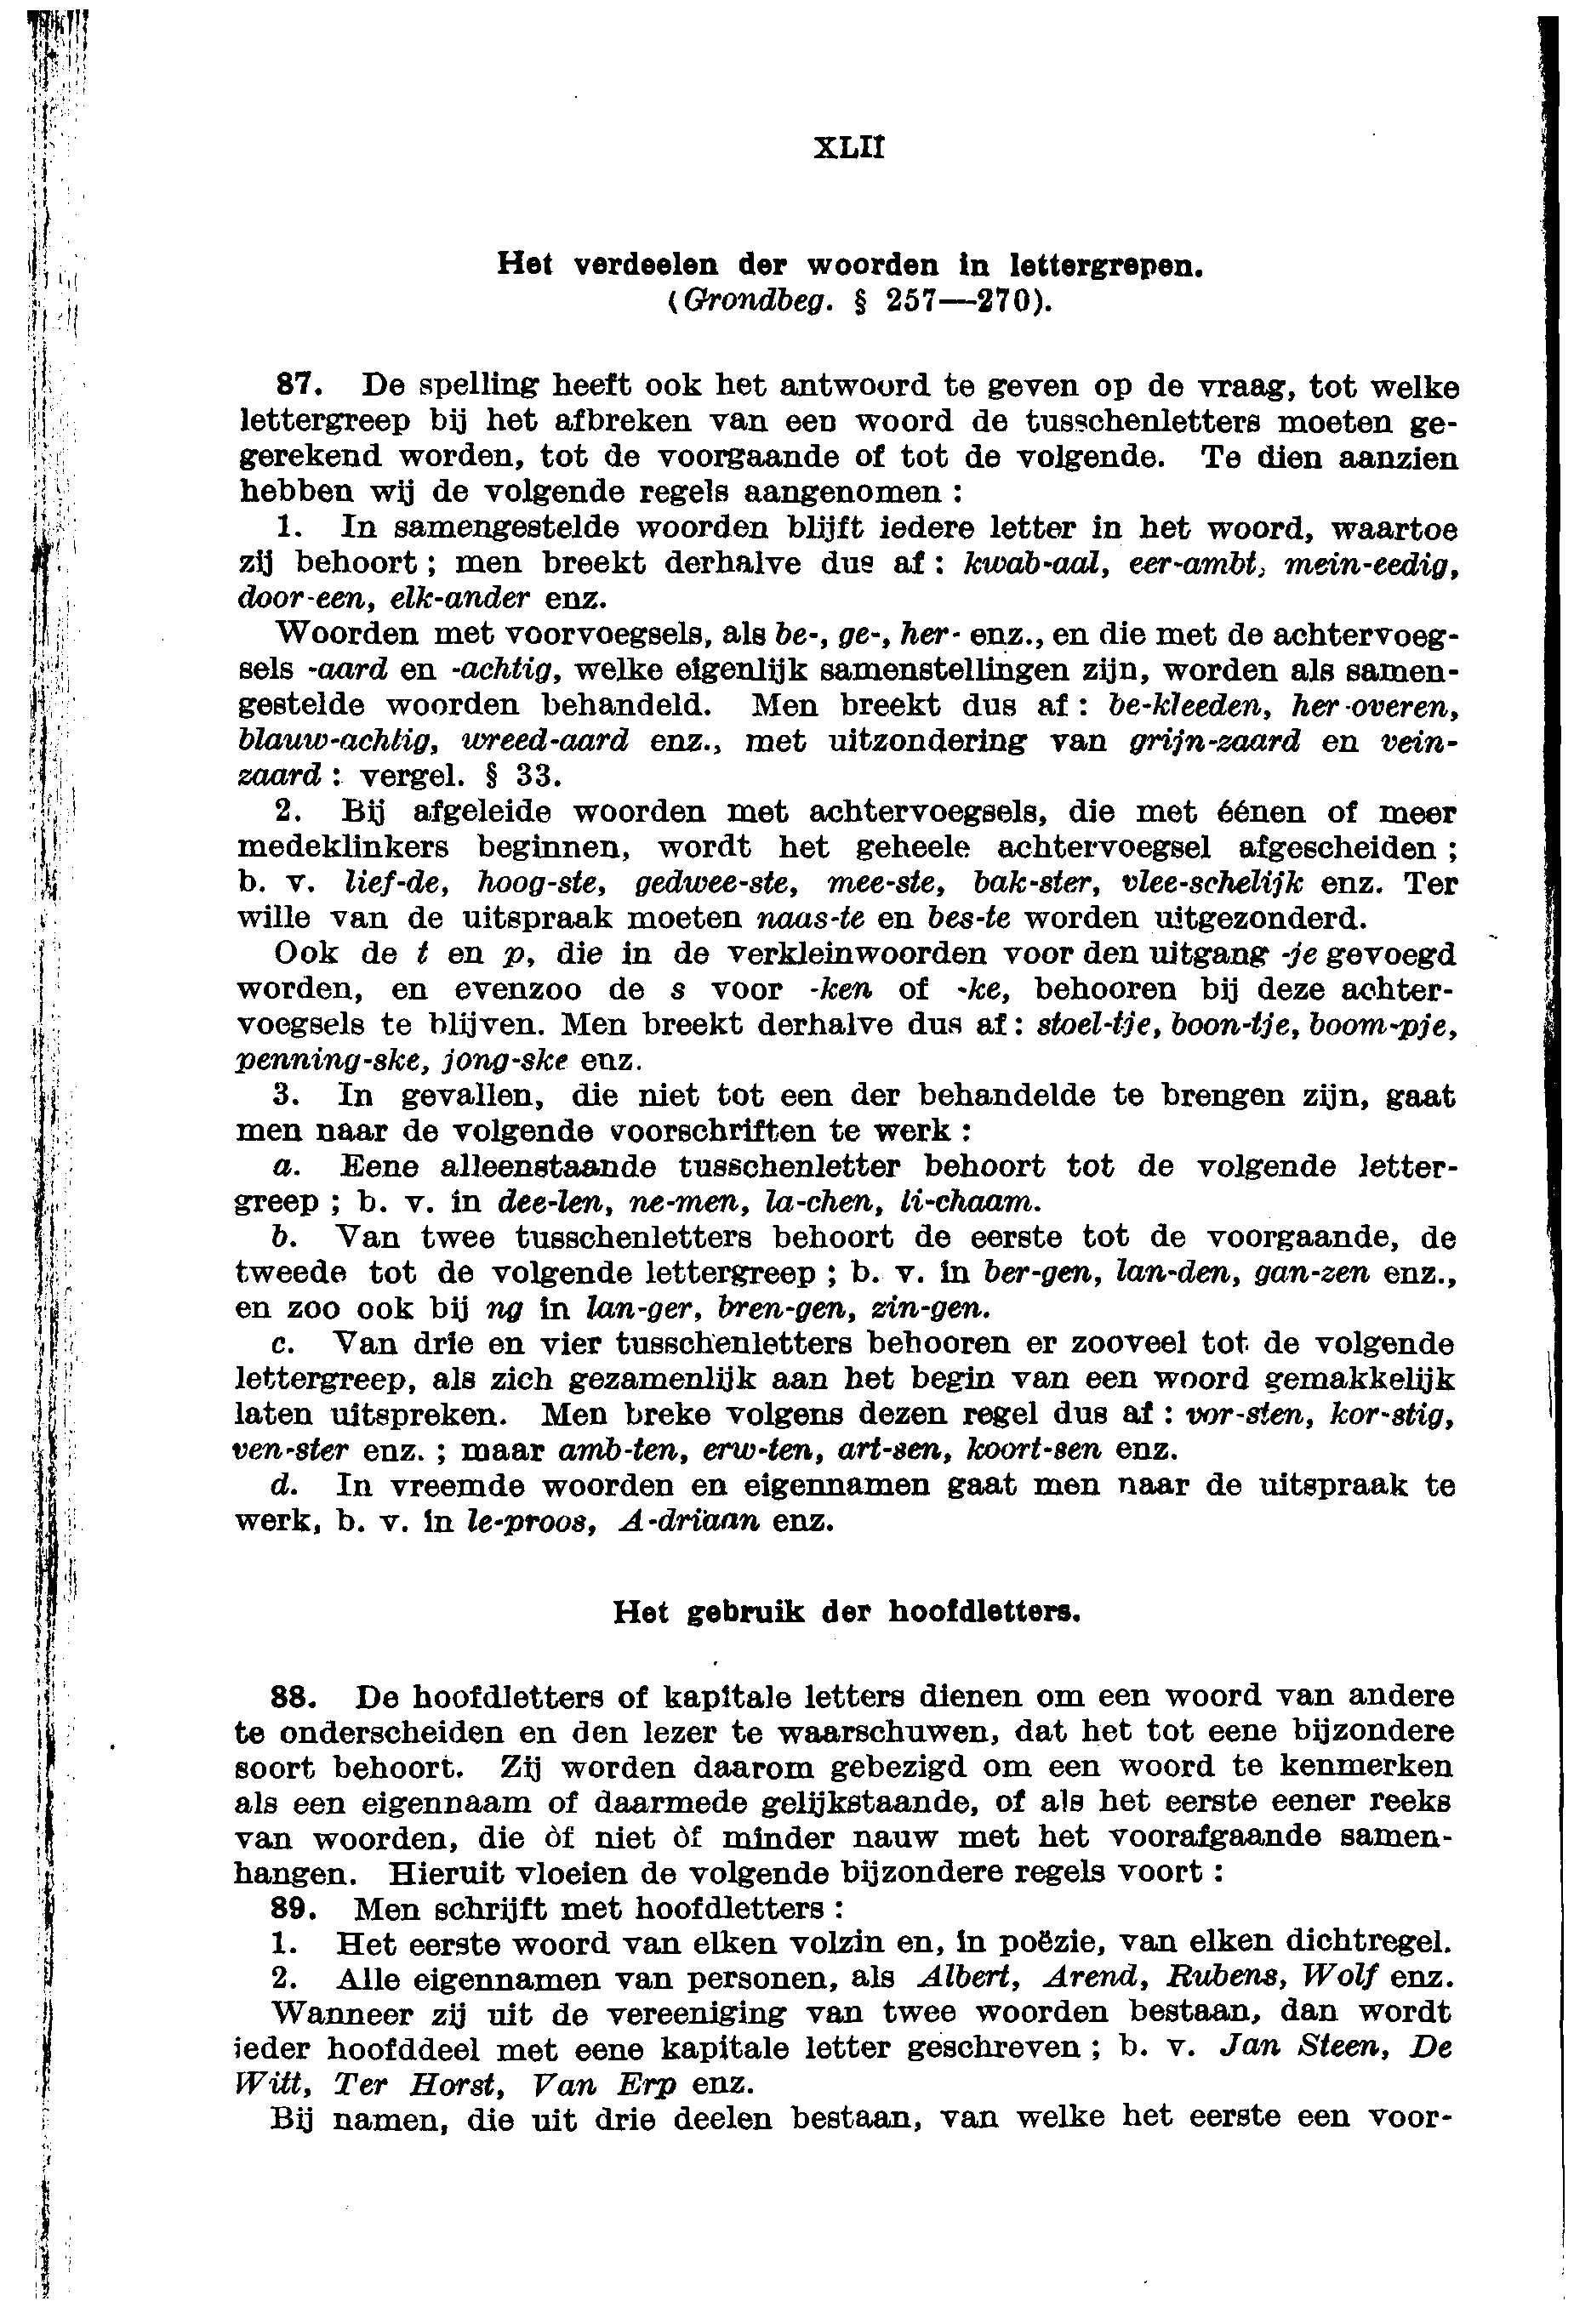 XLII
Het verdeelen der woorden in lettergrepen.
(Grondbeg. § 257—270).
87. De spelling heeft ook het antwoord te geven op de vraag, tot welke
lettergreep bij het afbreken van een woord de tusschenletters moeten ge-
gerekend worden, tot de voorgaande of tot de volgende. Te dien aanzien
hebben wij de volgende regels aangenomen :
1. In samengestelde woorden blijft iedere letter in het woord, waartoe
zij behoort ; men breekt derhalve dus af : kwab-aal, eer-ambt, mein-eedig,
door-een, elk-ander enz.
Woorden met voorvoegsels, als be-, ge-, her- enz., en die met de achtervoeg-
sels -aard en -achtig, welke eigenlijk samenstellingen zijn, worden als samen-
gestelde woorden behandeld. Men breekt dus af : be-kleeden, her-overen,
blauw-achtig, wreed-aard enz., met uitzondering van grijn-zaard en vein-
zaard : vergel. § 33.
2. Bij afgeleide woorden met achtervoegsels, die met éénen of meer
medeklinkers beginnen, wordt het geheele achtervoegsel afgescheiden ;
b. v. lief-de, hoog-ste, gedwee-ste, mee-ste, bak-ster, vlee-schelijk enz. Ter
wille van de uitspraak moeten naas-te en bes-te worden uitgezonderd.
Ook de t en p, die in de verkleinwoorden voor den uitgang -je gevoegd
worden, en evenzoo de s voor -ken of -ke, behooren bij deze achter-
voegsels te blijven. Men breekt derhalve dus af : stoel-tje, boon-tje, boom-pje,
penning-ske, jong-ske enz.
3. In gevallen, die niet tot een der behandelde te brengen zijn, gaat
men naar de volgende voorschriften te werk :
a. Eene alleenstaande tusschenletter behoort tot de volgende letter-
greep ; b. v. in dee-len, ne-men, la-chen, li-chaam.
b. Van twee tusschenletters behoort de eerste tot de voorgaande, de
tweede tot de volgende lettergreep ; b. v. in ber-gen, lan-den, gan-zen enz.,
en zoo ook bij ng in lan-ger, bren-gen, zin-gen.
c. Van drie en vier tusschenletters behooren er zooveel tot de volgende
lettergreep, als zich gezamenlijk aan het begin van een woord gemakkelijk
laten uitspreken. Men breke volgens dezen regel dus af : vor-sten, kor-stig,
ven-ster enz. ; maar amb-ten, erw-ten, art-sen, koort-sen enz.
d. In vreemde woorden en eigennamen gaat men naar de uitspraak te
werk, b. v. in le-proos, A-driaan enz.
Het gebruik der hoofdletters.
88. De hoofdletters of kapitale letters dienen om een woord van andere
te onderscheiden en den lezer te waarschuwen, dat het tot eene bijzondere
soort behoort. Zij worden daarom gebezigd om een woord te kenmerken
als een eigennaam of daarmede gelijkstaande, of als het eerste eener reeks
van woorden, die òf niet òf minder nauw met het voorafgaande samen-
hangen. Hieruit vloeien de volgende bijzondere regels voort :
89. Men schrijft met hoofdletters :
1. Het eerste woord van elken volzin en, in poëzie, van elken dichtregel.
2. Alle eigennamen van personen, als Albert, Arend, Rubens, Wolf enz.
Wanneer zij uit de vereeniging van twee woorden bestaan, dan wordt
ieder hoofddeel met eene kapitale letter geschreven ; b. v. Jan Steen, De
Witt, Ter Horst, Van Erp enz.
Bij namen, die uit drie deelen bestaan, van welke het eerste een voor-